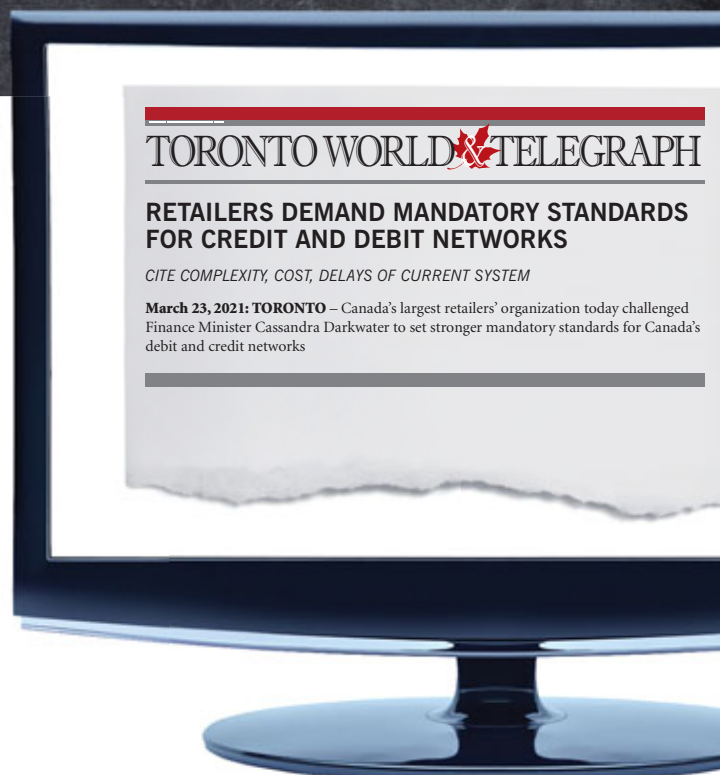 TORONTO WORLD & TELEGRAPH
RETAILERS DEMAND MANDATORY STANDARDS
FOR CREDIT AND DEBIT NETWORKS
CITE COMPLEXITY, COST, DELAYS OF CURRENT SYSTEM
March 23, 2021: TORONTO – Canada’s largest retailers’ organization today challenged
Finance Minister Cassandra Darkwater to set stronger mandatory standards for Canada’s
debit and credit networks